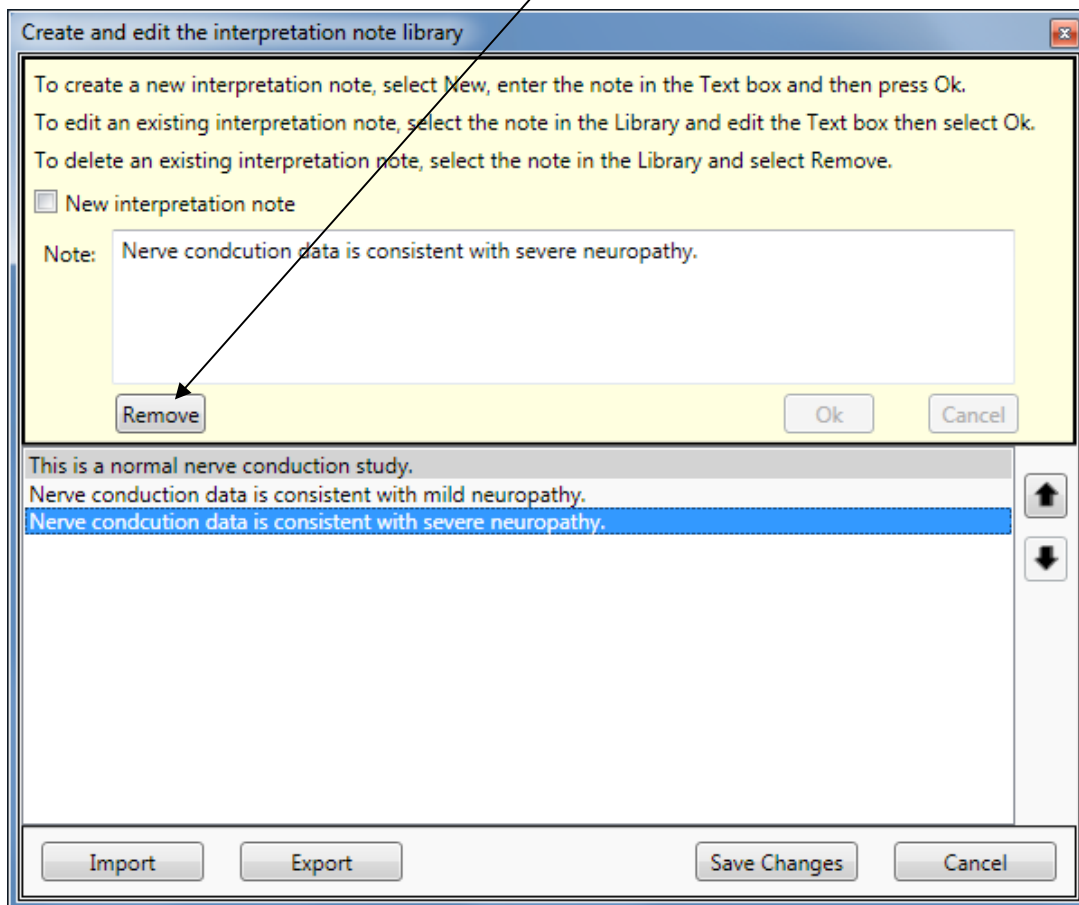 Create and edit the interpretation note library
To create a new interpretation note, select New, enter the note in the Text box and then press Ok.
To edit an existing interpretation note, select the note in the Library and edit the Text box then select Ok.
To delete an existing interpretation note, select the note in the Library and select Remove.
New interpretation note
Note: Nerve condcution data is consistent with severe neuropathy.
Remove Ok Cancel
This is a normal nerve conduction study.
Nerve conduction data is consistent with mild neuropathy.
Nerve condcution data is consistent with severe neuropathy.
Import Export Save Changes Cancel